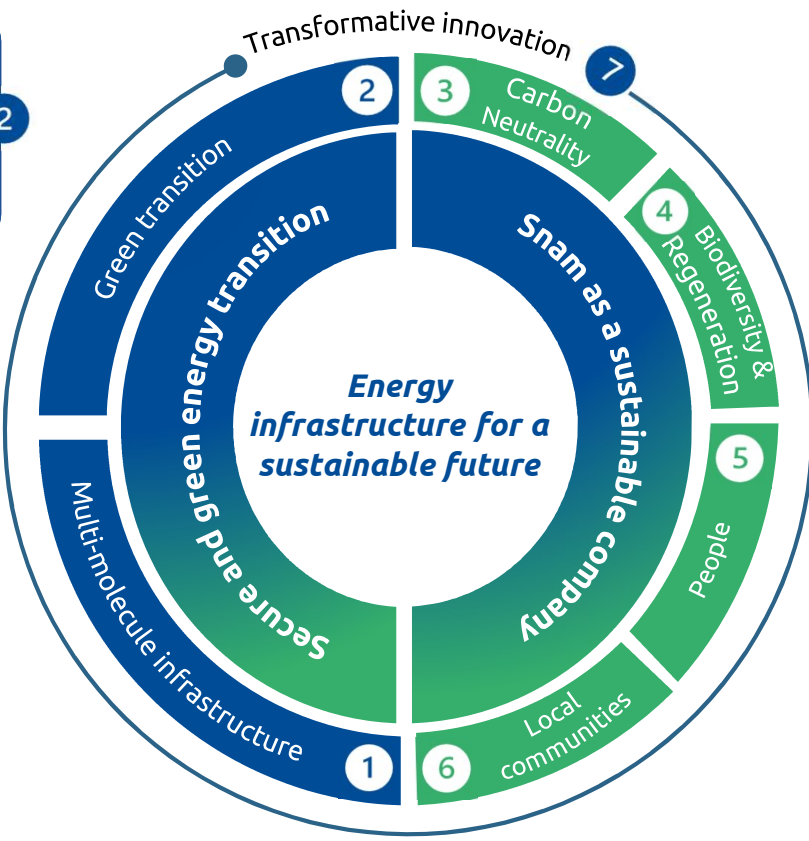 Transformative innovation
7
2
2
Green transition
3
Carbon
Neutrality
4
Biodiversity &
Regeneration
Secure and green energy transition
Snam as a sustainable company
Energy
infrastructure for a
sustainable future
5
People
Multi-molecule infrastructure
1
6
Local
communities